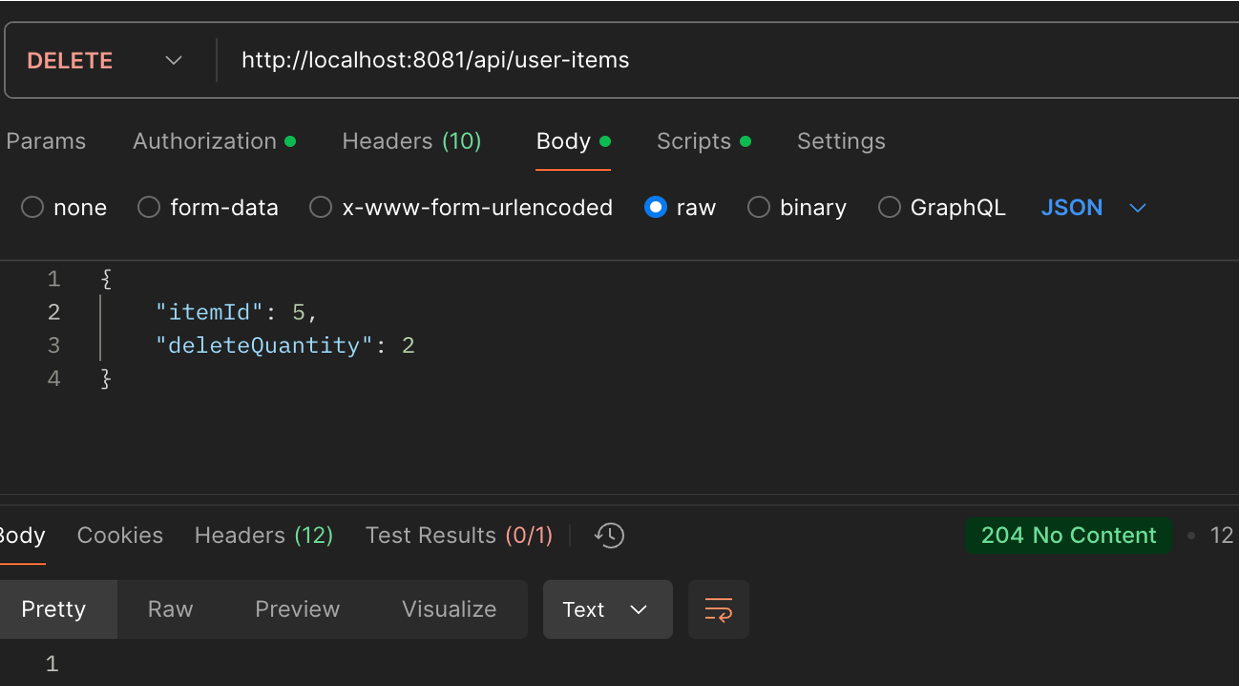 DELETE http://localhost:8081/api/user-items
Params Authorization Headers (10) Body Scripts Settings
none form-data x-www-form-urlencoded raw binary GraphQL JSON
1 {
2 "itemId": 5,
3 "deleteQuantity": 2
4 }
Body Cookies Headers (12) Test Results (0/1) 204 No Content • 12
Pretty Raw Preview Visualize Text
1